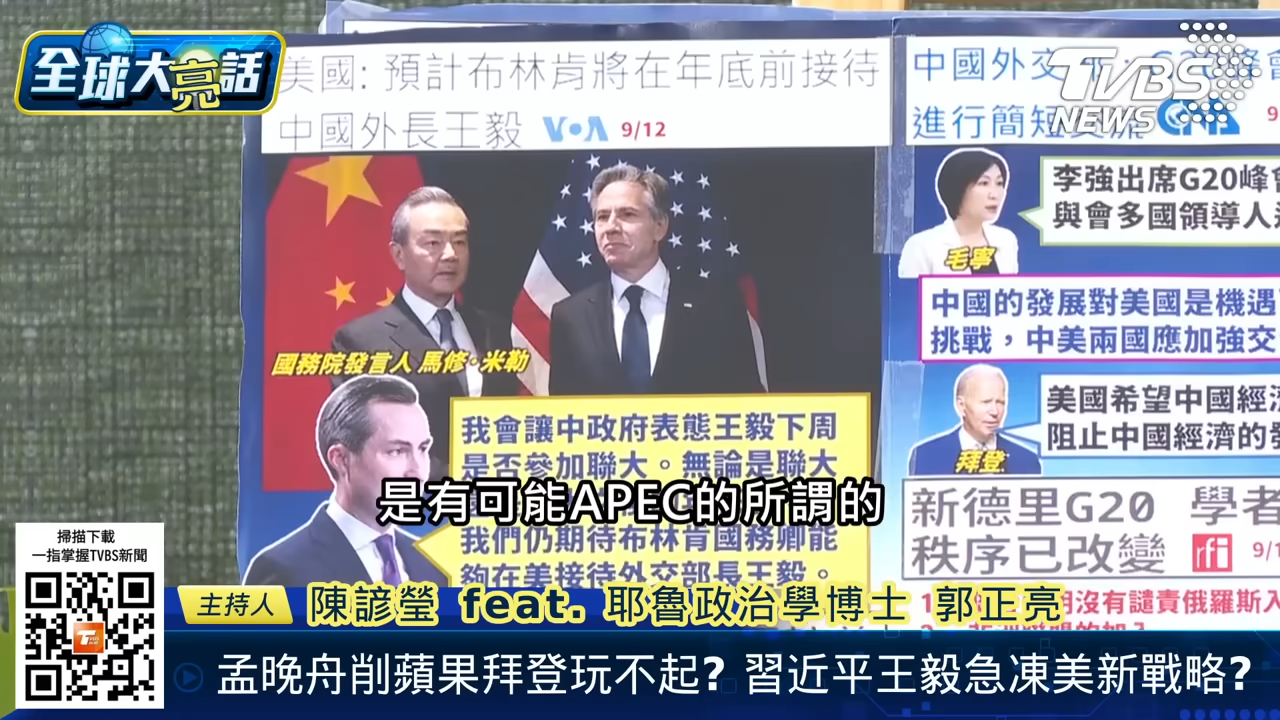 全球大亮話
美國: 預計布林肯將在年底前接待
中國外長王毅 VOA 9/12
國務院發言人 馬修·米勒
我會讓中政府表態王毅下周
是否參加聯大。無論是聯大
我們仍期待布林肯國務卿能
夠在美接待外交部長王毅。
中國外交
進行簡短 CNA
TVBS
NEWS
李強出席G20峰會
與會多國領導人
毛寧
中國的發展對美國是機遇
挑戰，中美兩國應加強交
美國希望中國經濟
阻止中國經濟的發
拜登
新德里G20 學者
秩序已改變 rfi 9/1
沒有譴責俄羅斯入
是有可能APEC的所謂的
掃描下載
一指掌握TVBS新聞
主持人 陳諺瑩 feat. 耶魯政治學博士 郭正亮
孟晚舟削蘋果拜登玩不起? 習近平王毅急凍美新戰略?